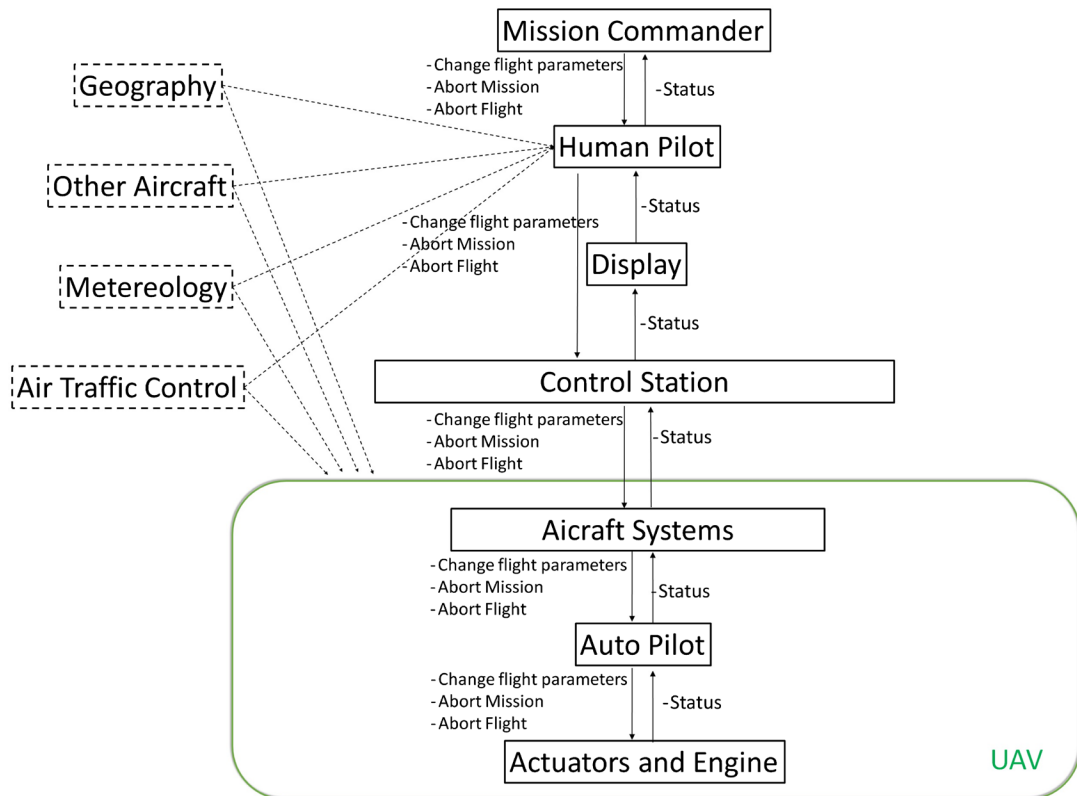 Mission Commander
-Change flight parameters
-Abort Mission
-Abort Flight
-Status
Geography
Human Pilot
Other Aircraft
-Status
-Change flight parameters
-Abort Mission
-Abort Flight
Display
Metereology
-Status
Air Traffic Control
Control Station
-Change flight parameters
-Abort Mission
-Abort Flight
-Status
Aicraft Systems
-Change flight parameters
-Abort Mission
-Abort Flight
-Status
Auto Pilot
-Change flight parameters
-Abort Mission
-Abort Flight
-Status
Actuators and Engine
UAV